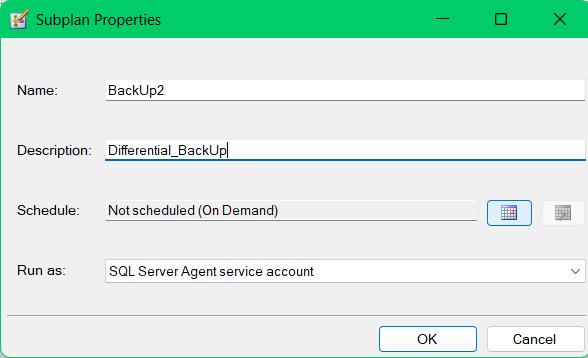 Subplan Properties
Name: BackUp2
Description: Differential_BackUp
Schedule: Not scheduled (On Demand)
Run as: SQL Server Agent service account
OK Cancel